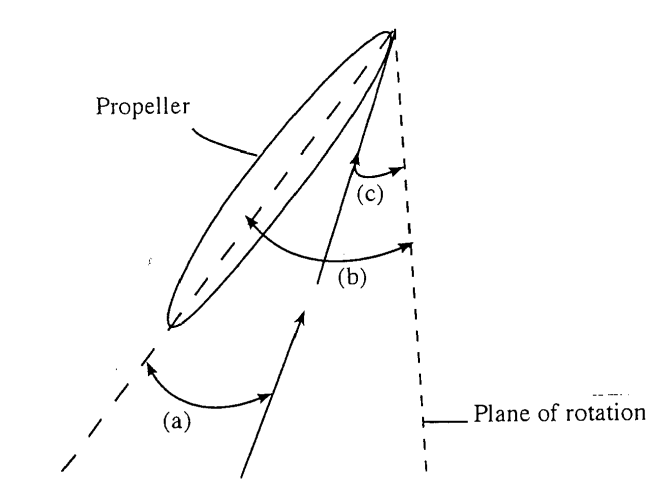 Propeller
(c)
(b)
(a)
Plane of rotation